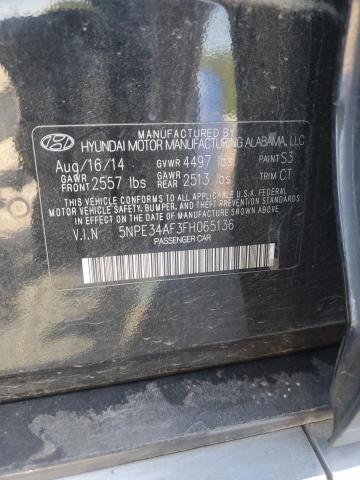 MANUFACTURED BY
HYUNDAI MOTOR MANUFACTURING ALABAMA, LLC
Aug/16/14 GVWR 4497 lbs PAINT S3
GAWR FRONT 2557 lbs GAWR REAR 2513 lbs TRIM CT
THIS VEHICLE CONFORMS TO ALL APPLICABLE U.S.A. FEDERAL
MOTOR VEHICLE SAFETY, BUMPER, AND THEFT PREVENTION STANDARDS
IN EFFECT ON THE DATE OF MANUFACTURE SHOWN ABOVE.
V.I.N 5NPE34AF3FH065136
PASSENGER CAR